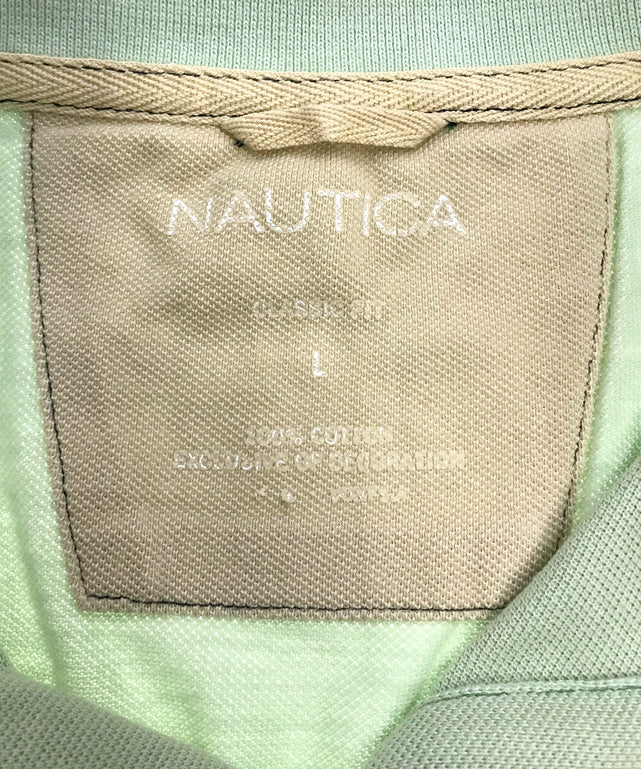 NAUTICA
CLASSIC FIT
L
100% COTTON
EXCLUSIVE OF DECORATION